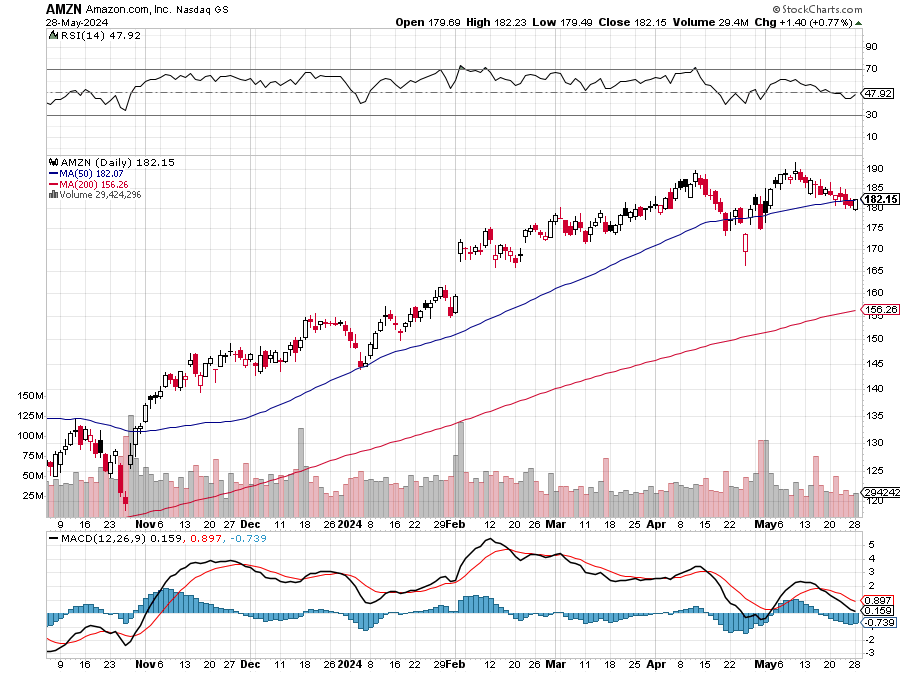 AMZN Amazon.com, Inc. Nasdaq GS © StockCharts.com
28-May-2024 Open 179.69 High 182.23 Low 179.49 Close 182.15 Volume 29.4M Chg +1.40 (+0.77%)
RSI(14) 47.92
90
70
47.92
30
10
AMZN (Daily) 182.15
MA(50) 182.07
MA(200) 156.26
Volume 29,424,296
190
185
182.15
180
175
170
165
160
156.26
155
150
145
140
135
130
125
294242
120
150M
125M
100M
75M
50M
25M
9 16 23 Nov 6 13 20 27 Dec 11 18 26 2024 8 16 22 29 Feb 12 20 26 Mar 11 18 25 Apr 8 15 22 May 6 13 20 28
MACD(12,26,9) 0.159, 0.897, -0.739
5
4
3
2
0.897
0.159
-0.739
-2
-3
9 16 23 Nov 6 13 20 27 Dec 11 18 26 2024 8 16 22 29 Feb 12 20 26 Mar 11 18 25 Apr 8 15 22 May 6 13 20 28